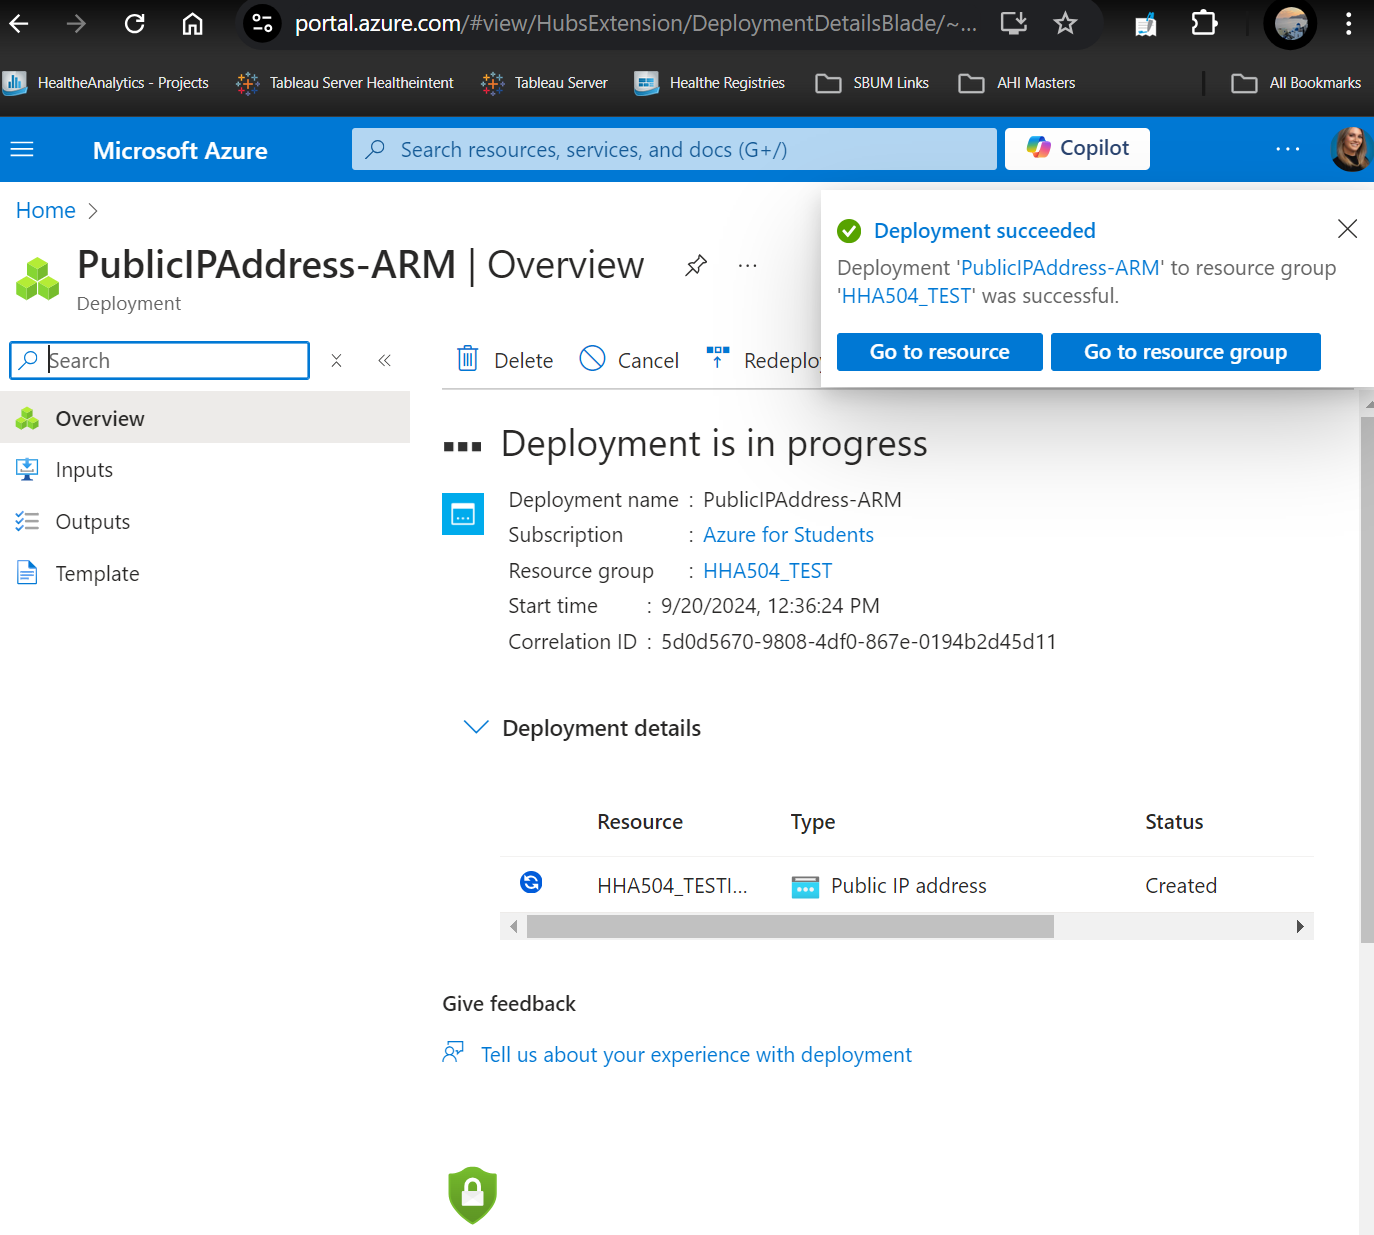 portal.azure.com/#view/HubsExtension/DeploymentDetailsBlade/~...
HealtheAnalytics - Projects
Tableau Server Healtheintent
Tableau Server
Healthe Registries
SBUM Links
AHI Masters
All Bookmarks
Microsoft Azure
Search resources, services, and docs (G+/)
Copilot
...
Home >
PublicIPAddress-ARM | Overview
...
Deployment
Deployment succeeded
Deployment 'PublicIPAddress-ARM' to resource group
'HHA504_TEST' was successful.
Go to resource
Go to resource group
Search
Delete
Cancel
Redeploy
Overview
Inputs
Outputs
Template
Deployment is in progress
Deployment name : PublicIPAddress-ARM
Subscription : Azure for Students
Resource group : HHA504_TEST
Start time : 9/20/2024, 12:36:24 PM
Correlation ID : 5d0d5670-9808-4df0-867e-0194b2d45d11
Deployment details
Resource Type Status
HHA504_TESTI... Public IP address Created
Give feedback
Tell us about your experience with deployment